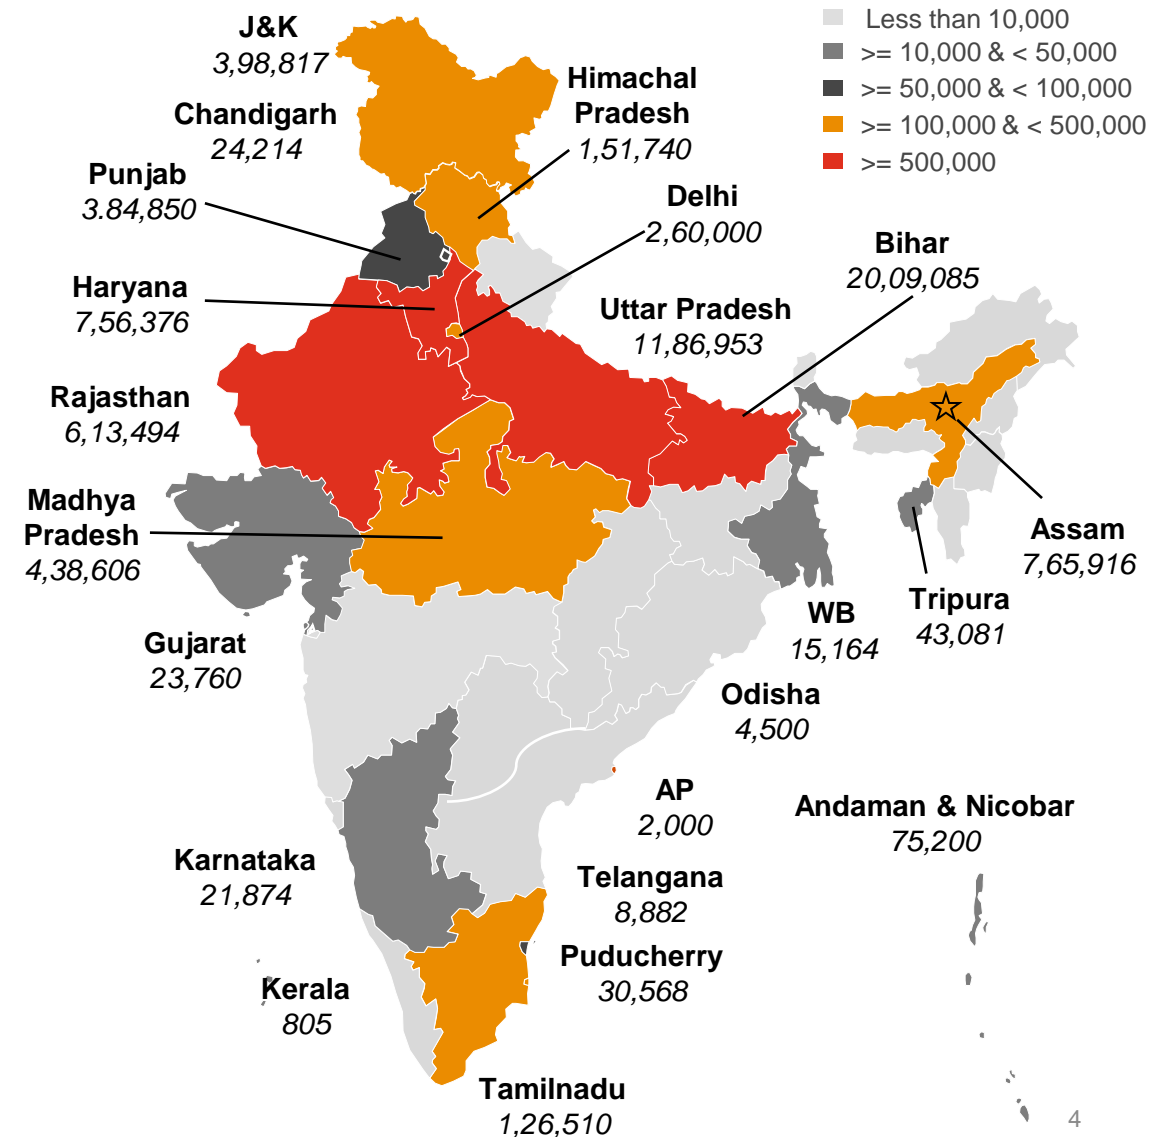 J&K
3,98,817
Less than 10,000
>= 10,000 & < 50,000
>= 50,000 & < 100,000
>= 100,000 & < 500,000
>= 500,000
Himachal
Pradesh
1,51,740
Chandigarh
24,214
Punjab
3.84,850
Delhi
2,60,000
Bihar
20,09,085
Haryana
7,56,376
Uttar Pradesh
11,86,953
Rajasthan
6,13,494
Madhya
Pradesh
4,38,606
Assam
7,65,916
Tripura
43,081
WB
15,164
Gujarat
23,760
Odisha
4,500
AP
2,000
Andaman & Nicobar
75,200
Karnataka
21,874
Telangana
8,882
Puducherry
30,568
Kerala
805
Tamilnadu
1,26,510
4